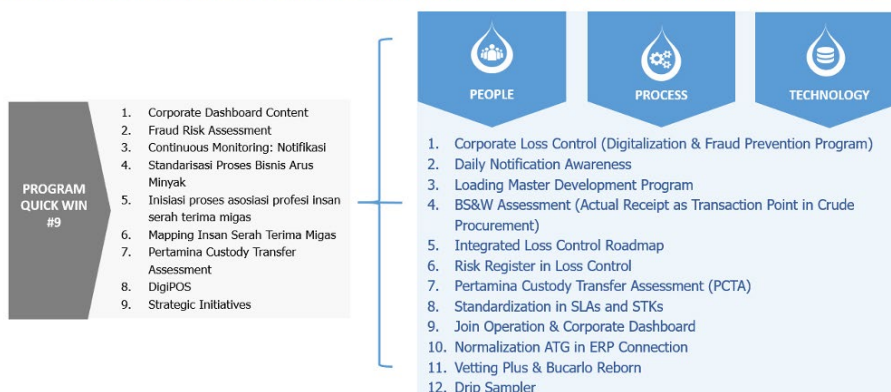 PROGRAM
QUICK WIN
#9
1. Corporate Dashboard Content
2. Fraud Risk Assessment
3. Continuous Monitoring: Notifikasi
4. Standarisasi Proses Bisnis Arus
Minyak
5. Inisiasi proses asosiasi profesi insan
serah terima migas
6. Mapping Insan Serah Terima Migas
7. Pertamina Custody Transfer
Assessment
8. DigiPOS
9. Strategic Initiatives
PEOPLE
PROCESS
TECHNOLOGY
1. Corporate Loss Control (Digitalization & Fraud Prevention Program)
2. Daily Notification Awareness
3. Loading Master Development Program
4. BS&W Assessment (Actual Receipt as Transaction Point in Crude
Procurement)
5. Integrated Loss Control Roadmap
6. Risk Register in Loss Control
7. Pertamina Custody Transfer Assessment (PCTA)
8. Standardization in SLAs and STKs
9. Join Operation & Corporate Dashboard
10. Normalization ATG in ERP Connection
11. Vetting Plus & Bucarlo Reborn
12. Drip Sampler